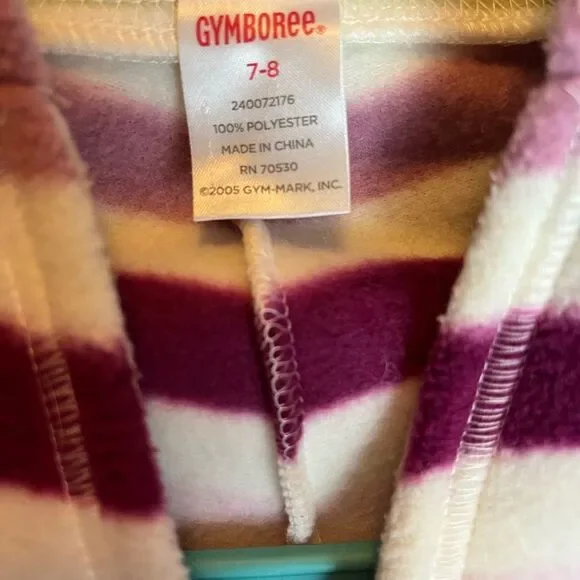 GYMBORee®
7-8
240072176
100% POLYESTER
MADE IN CHINA
RN 70530
©2005 GYM-MARK, INC.